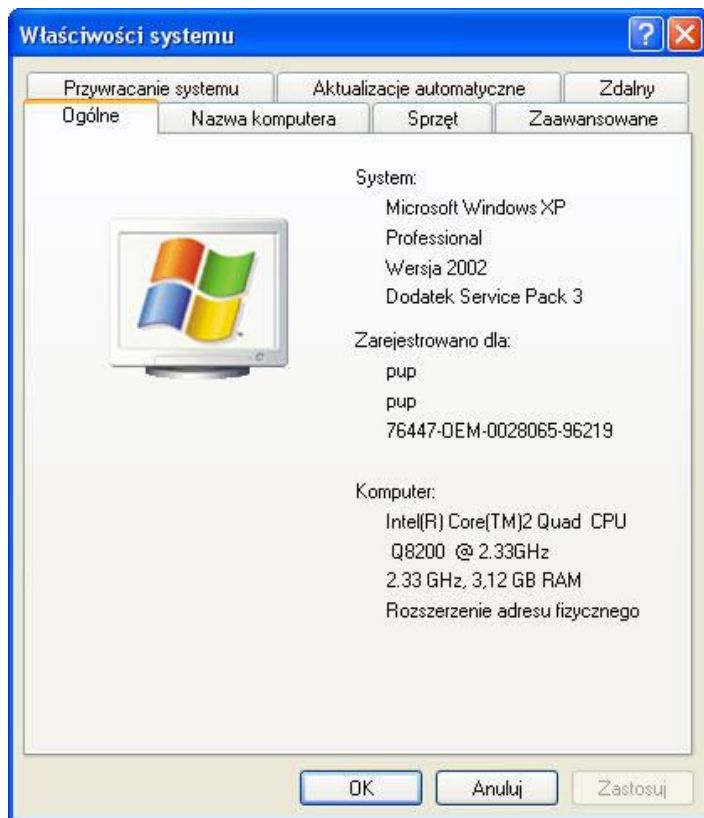 Właściwości systemu
Przywracanie systemu
Aktualizacje automatyczne
Zdalny
Ogólne
Nazwa komputera
Sprzęt
Zaawansowane
System:
Microsoft Windows XP
Professional
Wersja 2002
Dodatek Service Pack 3
Zarejestrowano dla:
pup
pup
76447-OEM-0028065-96219
Komputer:
Intel(R) Core(TM)2 Quad CPU
Q8200 @ 2.33GHz
2.33 GHz, 3,12 GB RAM
Rozszerzenie adresu fizycznego
OK
Anuluj
Zastosuj